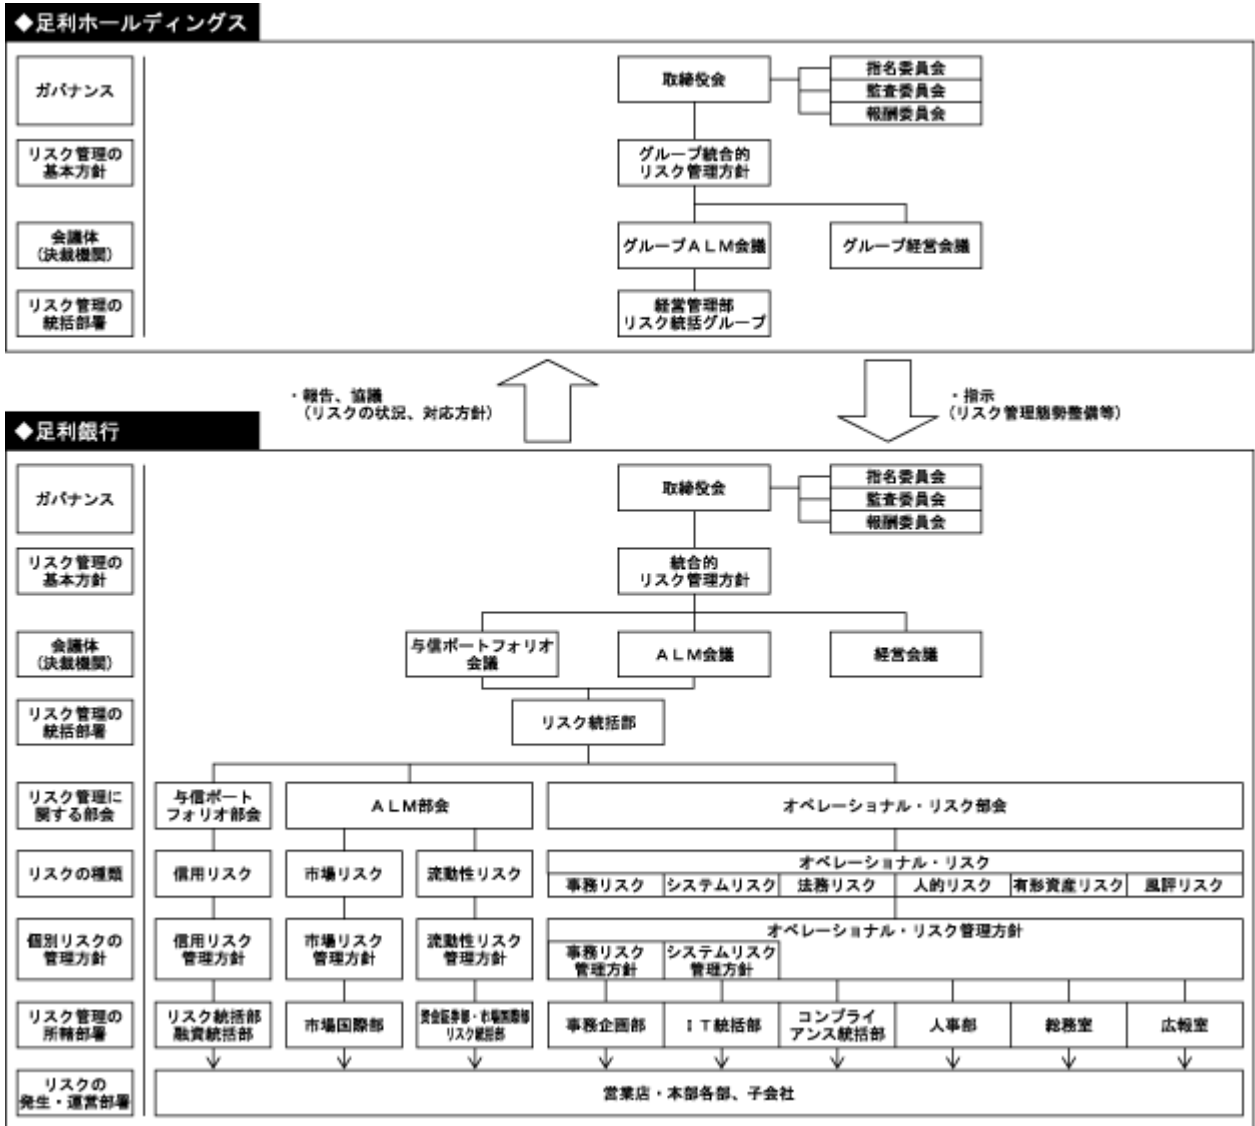 ◆足利ホールディングス
ガバナンス
取締役会
指名委員会
監査委員会
報酬委員会
リスク管理の
基本方針
グループ統合的
リスク管理方針
会議体
(決裁機関)
グループＡＬＭ会議
グループ経営会議
リスク管理の
統括部署
経営管理部
リスク統括グループ
・報告、協議
(リスクの状況、対応方針)
・指示
(リスク管理態勢整備等)
◆足利銀行
ガバナンス
取締役会
指名委員会
監査委員会
報酬委員会
リスク管理の
基本方針
統合的
リスク管理方針
会議体
(決裁機関)
与信ポートフォリオ
会議
ＡＬＭ会議
経営会議
リスク管理の
統括部署
リスク統括部
リスク管理に
関する部会
与信ポート
フォリオ部会
ＡＬＭ部会
オペレーショナル・リスク部会
リスクの種類
信用リスク
市場リスク
流動性リスク
オペレーショナル・リスク
事務リスク
システムリスク
法務リスク
人的リスク
有形資産リスク
風評リスク
個別リスクの
管理方針
信用リスク
管理方針
市場リスク
管理方針
流動性リスク
管理方針
オペレーショナル・リスク管理方針
事務リスク
管理方針
システムリスク
管理方針
リスク管理の
所轄部署
リスク統括部
融資統括部
市場国際部
資金証券部・市場国際部
リスク統括部
事務企画部
ＩＴ統括部
コンプライ
アンス統括部
人事部
総務室
広報室
リスクの
発生・運営部署
営業店・本部各部、子会社